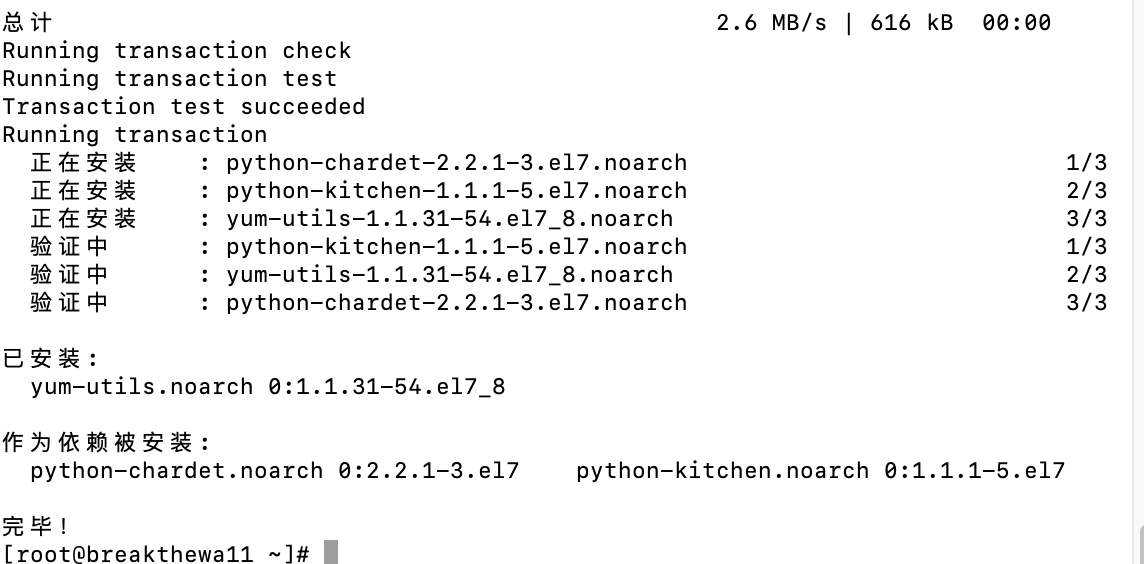 总计 2.6 MB/s | 616 kB 00:00
Running transaction check
Running transaction test
Transaction test succeeded
Running transaction
正在安装 : python-chardet-2.2.1-3.el7.noarch 1/3
正在安装 : python-kitchen-1.1.1-5.el7.noarch 2/3
正在安装 : yum-utils-1.1.31-54.el7_8.noarch 3/3
验证中 : python-kitchen-1.1.1-5.el7.noarch 1/3
验证中 : yum-utils-1.1.31-54.el7_8.noarch 2/3
验证中 : python-chardet-2.2.1-3.el7.noarch 3/3
已安装:
yum-utils.noarch 0:1.1.31-54.el7_8
作为依赖被安装:
python-chardet.noarch 0:2.2.1-3.el7 python-kitchen.noarch 0:1.1.1-5.el7
完毕！
[root@breakthewa11 ~]#